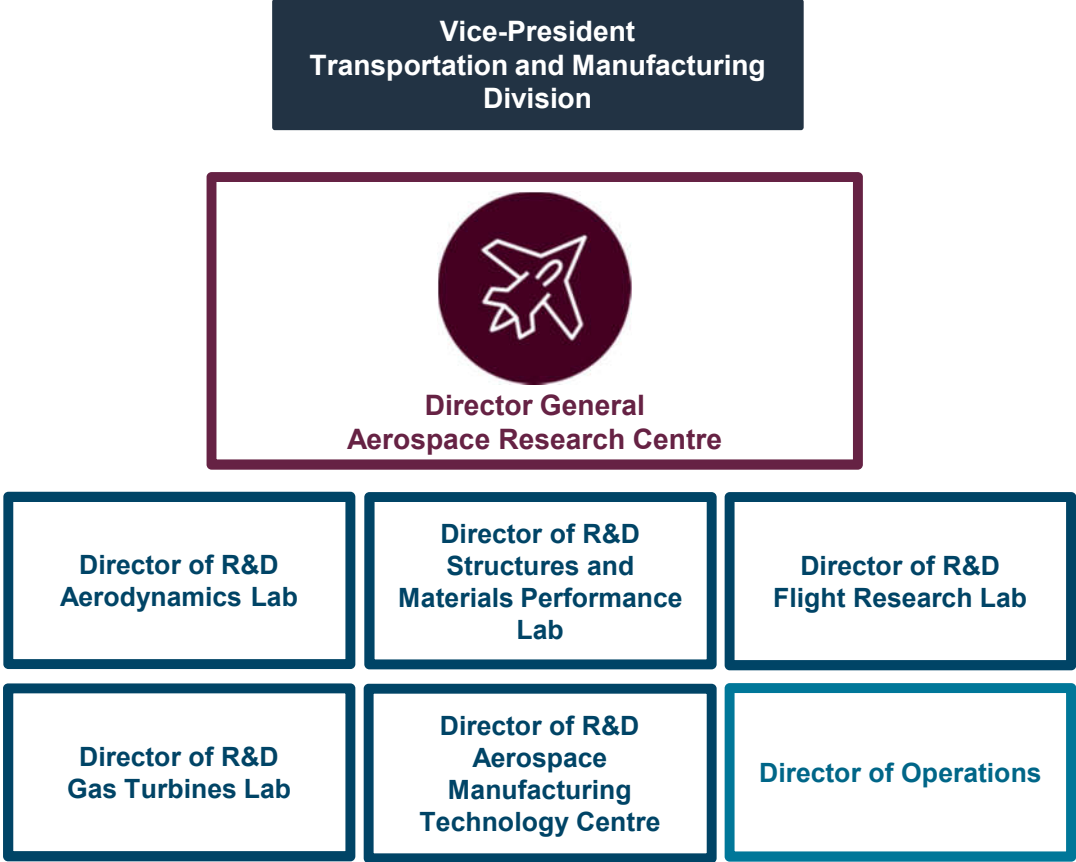 Vice-President
Transportation and Manufacturing
Division
Director General
Aerospace Research Centre
Director of R&D
Aerodynamics Lab
Director of R&D
Structures and
Materials Performance
Lab
Director of R&D
Flight Research Lab
Director of R&D
Gas Turbines Lab
Director of R&D
Aerospace
Manufacturing
Technology Centre
Director of Operations